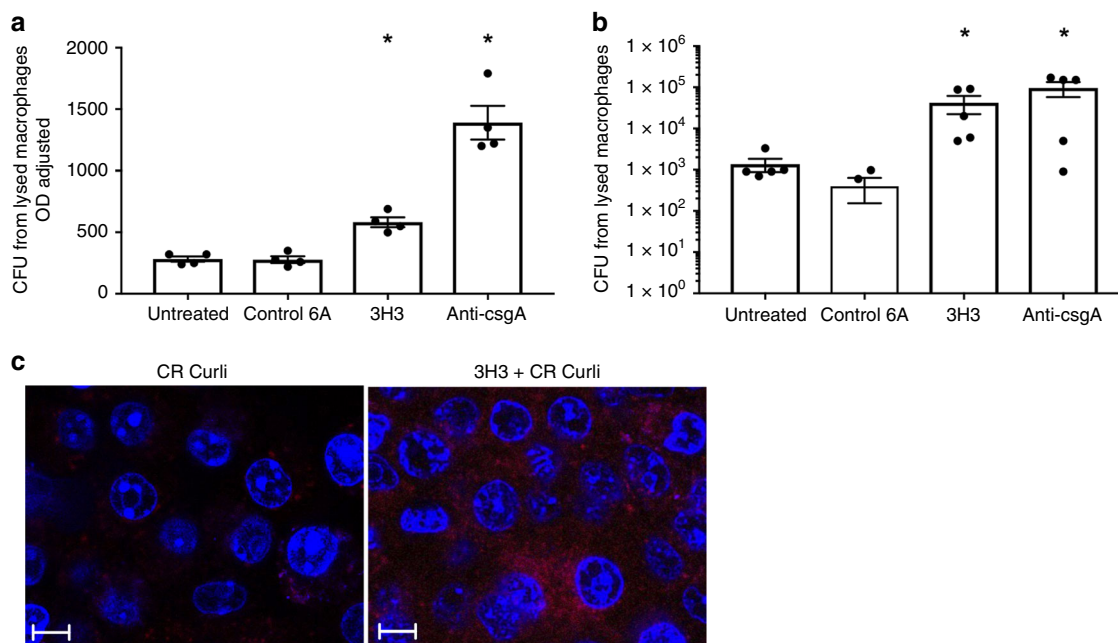 a
CFU from lysed macrophages
OD adjusted
2000
1500
1000
500
0
*
*
Untreated
Control 6A
3H3
Anti-csgA
b
CFU from lysed macrophages
1 × 10⁶
1 × 10⁵
1 × 10⁴
1 × 10³
1 × 10²
1 × 10¹
1 × 10⁰
*
*
Untreated
Control 6A
3H3
Anti-csgA
c
CR Curli
3H3 + CR Curli